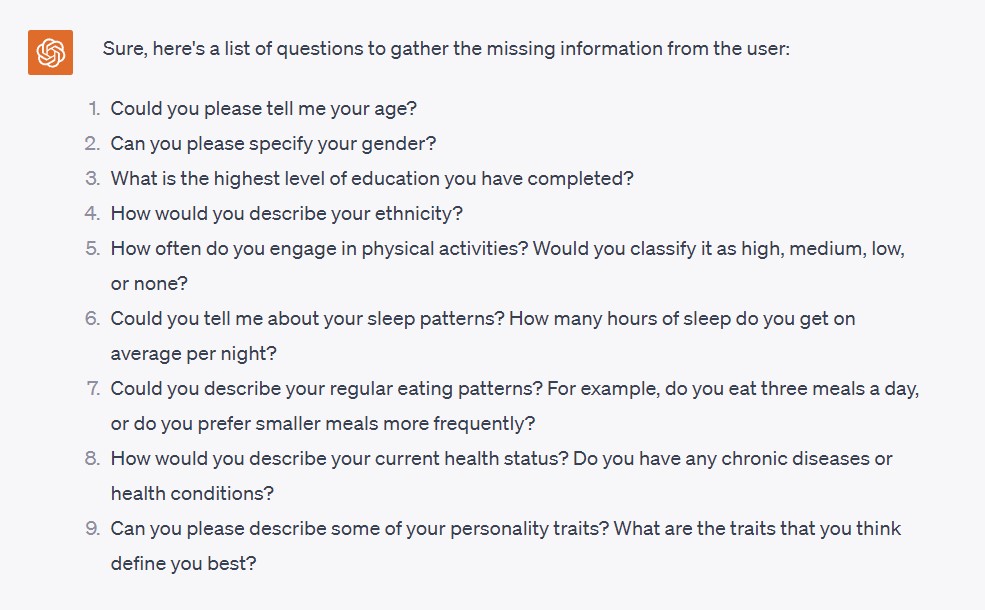 Sure, here's a list of questions to gather the missing information from the user:
1. Could you please tell me your age?
2. Can you please specify your gender?
3. What is the highest level of education you have completed?
4. How would you describe your ethnicity?
5. How often do you engage in physical activities? Would you classify it as high, medium, low,
or none?
6. Could you tell me about your sleep patterns? How many hours of sleep do you get on
average per night?
7. Could you describe your regular eating patterns? For example, do you eat three meals a day,
or do you prefer smaller meals more frequently?
8. How would you describe your current health status? Do you have any chronic diseases or
health conditions?
9. Can you please describe some of your personality traits? What are the traits that you think
define you best?